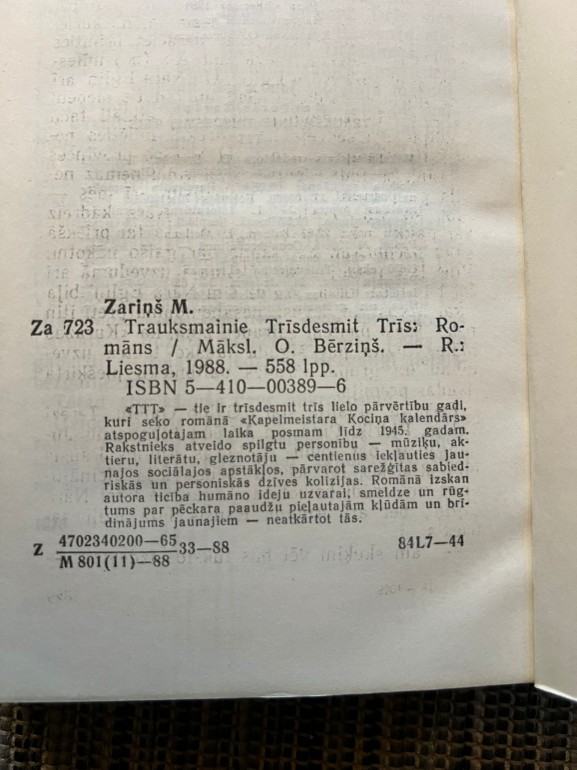 Zariņš M.
Za 723 Trauksmainie Trīsdesmit Trīs: Ro-
māns / Māksl. O. Bērziņš. — R.:
Liesma, 1988. — 558 lpp.
ISBN 5—410—00389—6
«TTT» — tie ir trīsdesmit trīs lielo pārvērtību gadi,
kuri seko romānā «Kapelmeistara Kociņa kalendārs»
atspoguļotajam laika posmam līdz 1945. gadam.
Rakstnieks atveido spilgtu personību — mūziķu, ak-
tieru, literātu, gleznotāju — centienus iekļauties jau-
najos sociālajos apstākļos, pārvarot sarežģītas sabied-
riskās un personiskās dzīves kolīzijas. Romānā izskan
autora ticība humāno ideju uzvarai, smeldze un rūg-
tums par pēckara paaudžu pieļautajām kļūdām un brī-
dinājums jaunajiem — neatkārtot tās.
Z 4702340200—65 33—88 84L7—44
M 801(11)—88